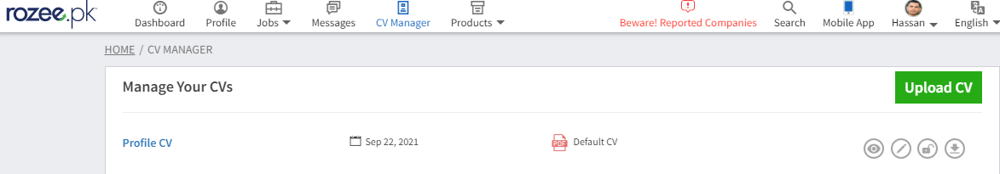 rozee.pk
Dashboard Profile Jobs Messages CV Manager Products Beware! Reported Companies Search Mobile App Hassan English
HOME / CV MANAGER
Manage Your CVs Upload CV
Profile CV Sep 22, 2021 PDF Default CV